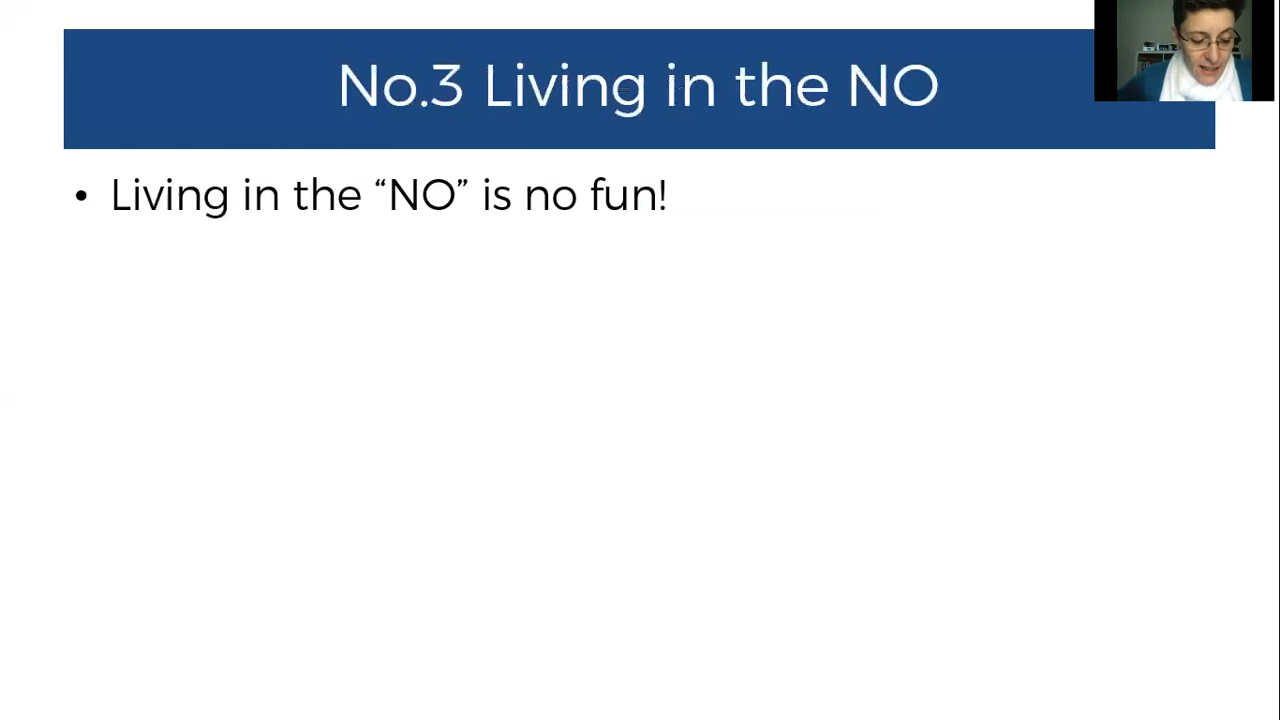 No.3 Living in the NO
• Living in the “NO” is no fun!